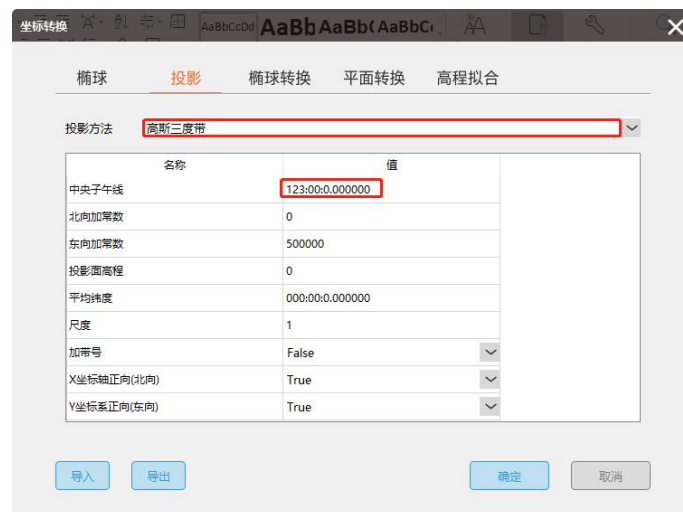 坐标转换
AaBbCcDd AaBb AaBb( AaBbC
椭球 投影 椭球转换 平面转换 高程拟合
投影方法 高斯三度带
名称 值
中央子午线 123:00:0.000000
北向加常数 0
东向加常数 500000
投影面高程 0
平均纬度 000:00:0.000000
尺度 1
加带号 False
X坐标轴正向(北向) True
Y坐标系正向(东向) True
导入 导出 确定 取消